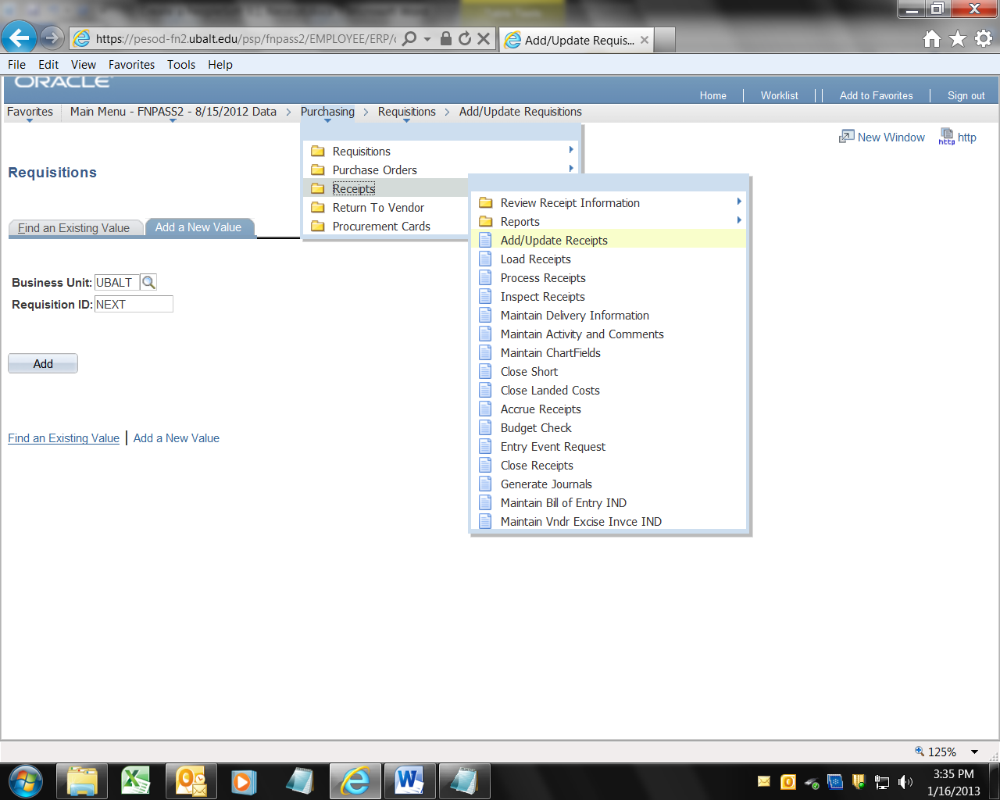 https://pesod-fn2.ubalt.edu/psp/fnpass2/EMPLOYEE/ERP/
Add/Update Requis...
File Edit View Favorites Tools Help
ORACLE
Home Worklist Add to Favorites Sign out
Favorites Main Menu - FNPASS2 - 8/15/2012 Data > Purchasing > Requisitions > Add/Update Requisitions
New Window http
Requisitions
Requisitions
Purchase Orders
Receipts
Return To Vendor
Procurement Cards
Review Receipt Information
Reports
Add/Update Receipts
Load Receipts
Process Receipts
Inspect Receipts
Maintain Delivery Information
Maintain Activity and Comments
Maintain ChartFields
Close Short
Close Landed Costs
Accrue Receipts
Budget Check
Entry Event Request
Close Receipts
Generate Journals
Maintain Bill of Entry IND
Maintain Vndr Excise Invce IND
Find an Existing Value Add a New Value
Business Unit: UBALT
Requisition ID: NEXT
Add
Find an Existing Value | Add a New Value
125%
3:35 PM
1/16/2013